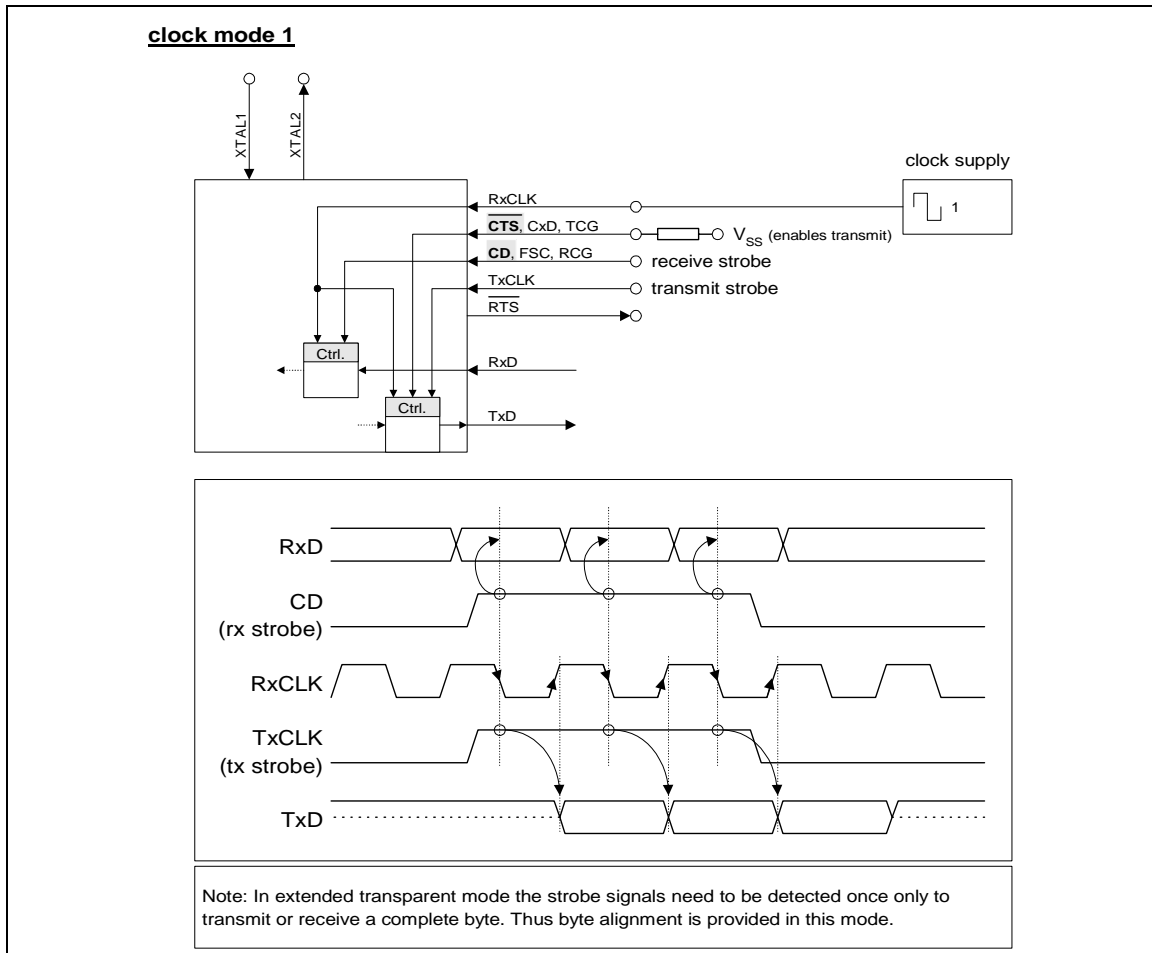 clock mode 1
XTAL1
XTAL2
clock supply
RxCLK
1
CTS, CxD, TCG
VSS (enables transmit)
CD, FSC, RCG
receive strobe
TxCLK
transmit strobe
RTS
Ctrl.
RxD
Ctrl.
TxD
RxD
CD
(rx strobe)
RxCLK
TxCLK
(tx strobe)
TxD
Note: In extended transparent mode the strobe signals need to be detected once only to
transmit or receive a complete byte. Thus byte alignment is provided in this mode.